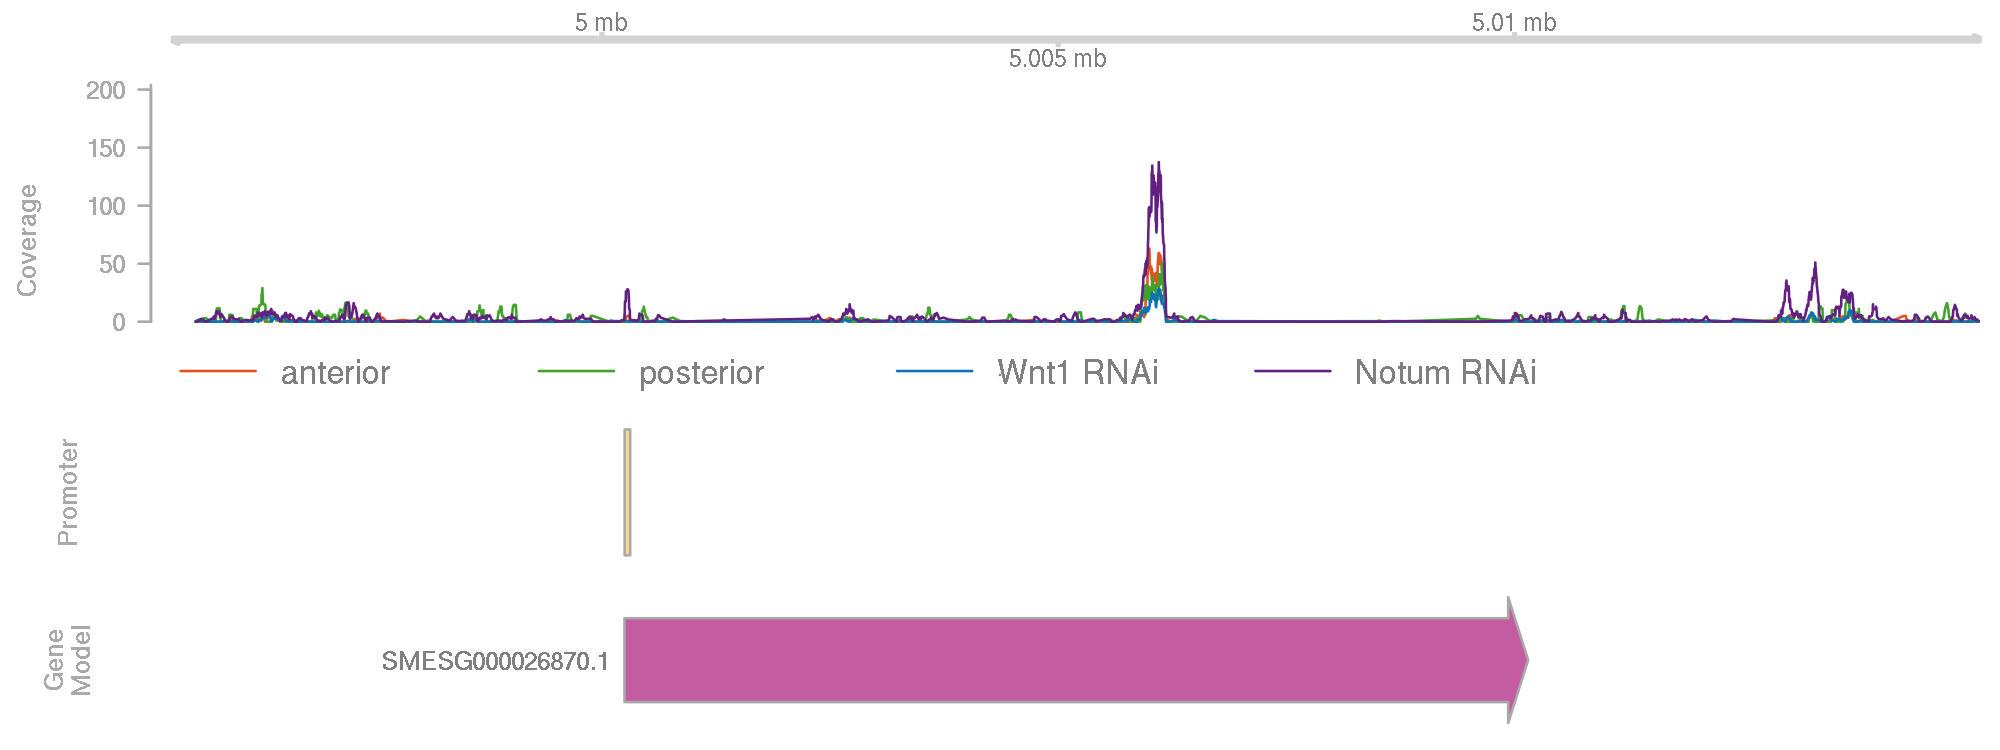 5 mb
5.01 mb
5.005 mb
200
150
100
50
0
Coverage
anterior
posterior
Wnt1 RNAi
Notum RNAi
Promoter
Gene
Model
SMESG000026870.1